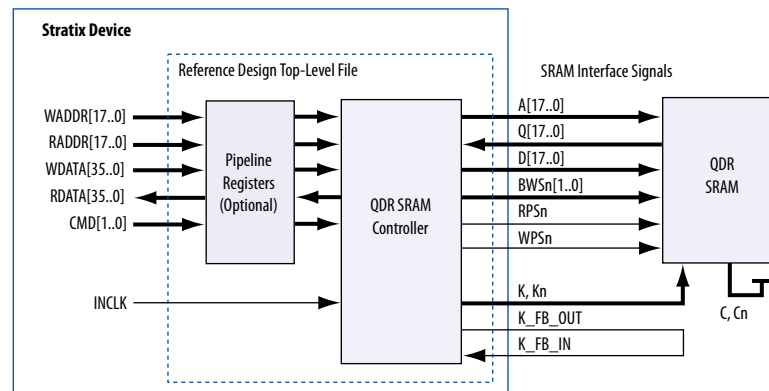 Stratix Device
Reference Design Top-Level File
SRAM Interface Signals
WADDR[17..0]
RADDR[17..0]
WDATA[35..0]
RDATA[35..0]
CMD[1..0]
INCLK
Pipeline
Registers
(Optional)
QDR SRAM
Controller
A[17..0]
Q[17..0]
D[17..0]
BWSn[1..0]
RPSn
WPSn
K, Kn
K_FB_OUT
K_FB_IN
QDR
SRAM
C, Cn